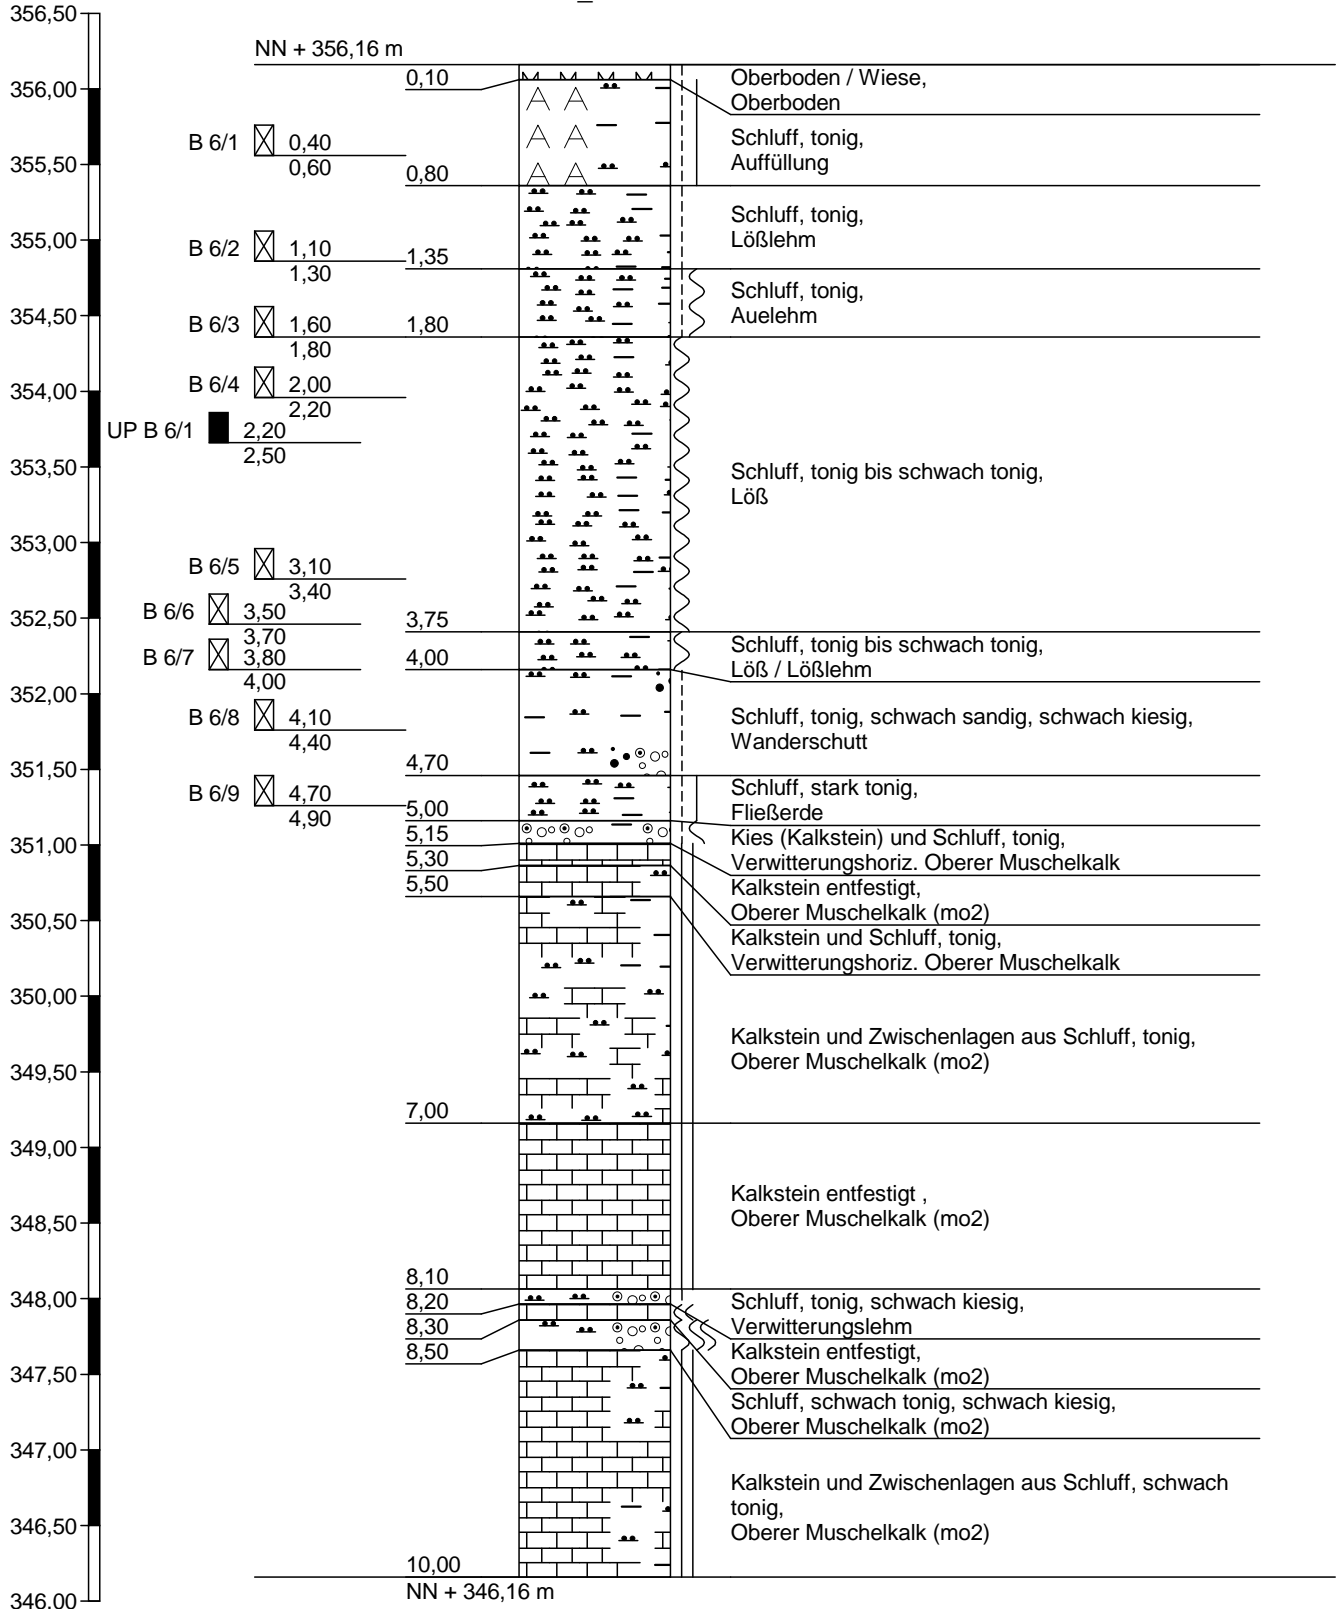 356,50
NN + 356,16 m
0,10
Oberboden / Wiese,
Oberboden
356,00
B 6/1
0,40
0,60
Schluff, tonig,
Auffüllung
355,50
0,80
Schluff, tonig,
Lößlehm
355,00
B 6/2
1,10
1,30
1,35
Schluff, tonig,
Auelehm
354,50
B 6/3
1,60
1,80
1,80
354,00
B 6/4
2,00
2,20
UP B 6/1
2,20
2,50
353,50
Schluff, tonig bis schwach tonig,
Löß
353,00
B 6/5
3,10
3,40
352,50
B 6/6
3,50
3,70
3,75
Schluff, tonig bis schwach tonig,
Löß / Lößlehm
B 6/7
3,80
4,00
4,00
352,00
B 6/8
4,10
4,40
Schluff, tonig, schwach sandig, schwach kiesig,
Wanderschutt
351,50
4,70
B 6/9
4,70
4,90
Schluff, stark tonig,
Fließerde
5,00
351,00
5,15
Kies (Kalkstein) und Schluff, tonig,
Verwitterungshoriz. Oberer Muschelkalk
5,30
Kalkstein entfestigt,
Oberer Muschelkalk (mo2)
5,50
350,50
Kalkstein und Schluff, tonig,
Verwitterungshoriz. Oberer Muschelkalk
350,00
Kalkstein und Zwischenlagen aus Schluff, tonig,
Oberer Muschelkalk (mo2)
349,50
7,00
349,00
Kalkstein entfestigt ,
Oberer Muschelkalk (mo2)
348,50
8,10
348,00
8,20
Schluff, tonig, schwach kiesig,
Verwitterungslehm
8,30
Kalkstein entfestigt,
Oberer Muschelkalk (mo2)
8,50
347,50
Schluff, schwach tonig, schwach kiesig,
Oberer Muschelkalk (mo2)
347,00
Kalkstein und Zwischenlagen aus Schluff, schwach
tonig,
Oberer Muschelkalk (mo2)
346,50
10,00
NN + 346,16 m
346,00